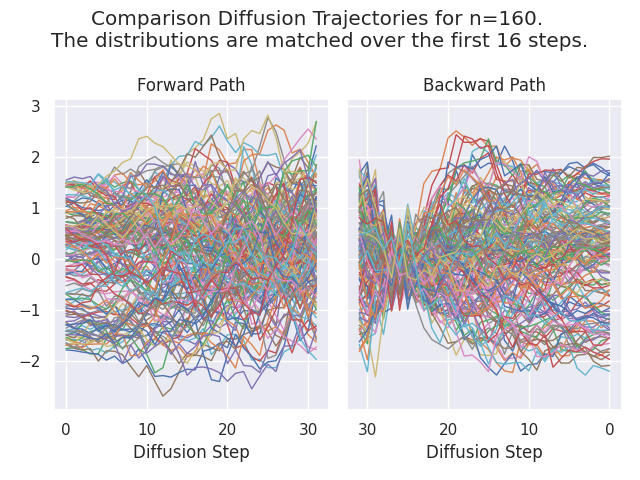 Comparison Diffusion Trajectories for n=160.
The distributions are matched over the first 16 steps.
Forward Path
Backward Path
3
2
1
0
−1
−2
0 10 20 30
30 20 10 0
Diffusion Step
Diffusion Step